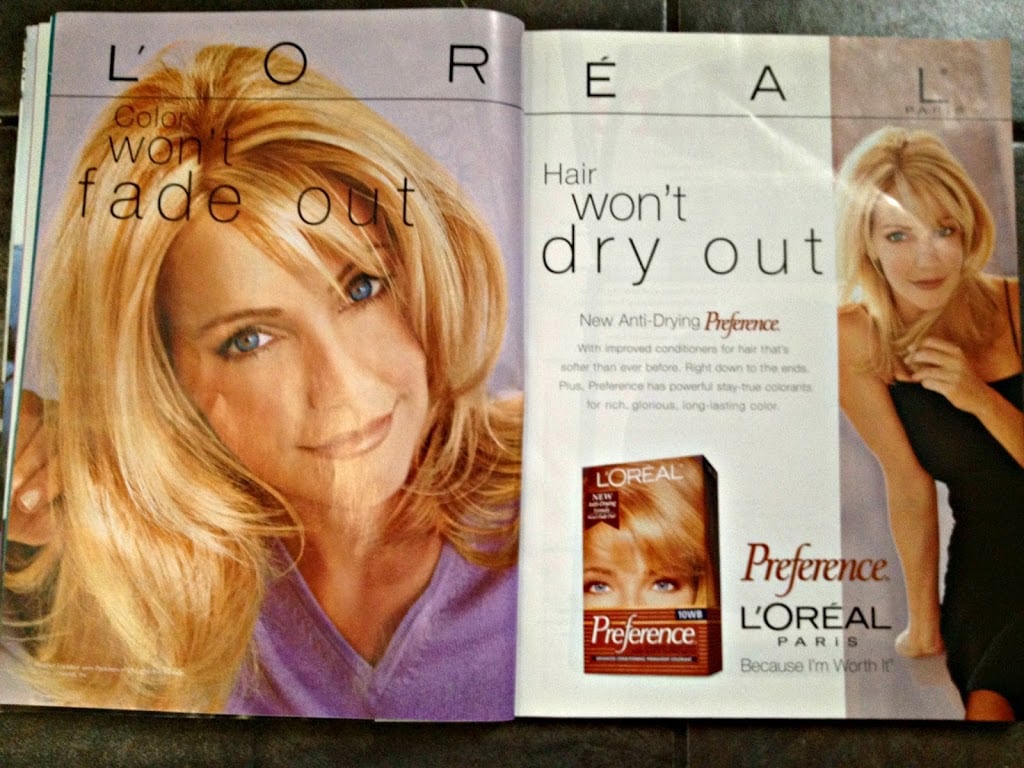 L'ORÉAL
PARIS
Color
won't
fade out
Hair
won't
dry out
New Anti-Drying Preference.
With improved conditioners for hair that's
softer than ever before. Right down to the ends.
Plus, Preference has powerful stay-true colorants
for rich, glorious, long-lasting color.
L'ORÉAL
NEW
10WB
Preference
Preference.
L'ORÉAL
PARIS
Because I'm Worth It